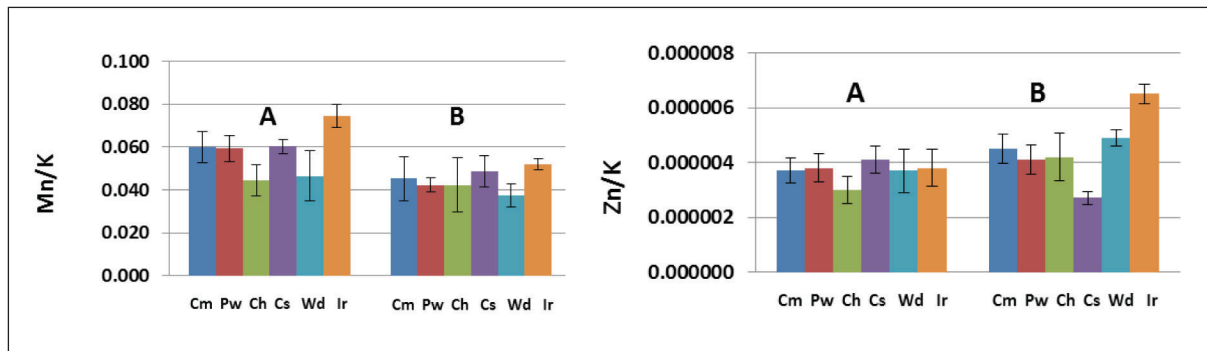 Mn/K
0.100
0.080
0.060
0.040
0.020
0.000
A
B
Cm Pw Ch Cs Wd Ir
Cm Pw Ch Cs Wd Ir
Zn/K
0.000008
0.000006
0.000004
0.000002
0.000000
A
B
Cm Pw Ch Cs Wd Ir
Cm Pw Ch Cs Wd Ir